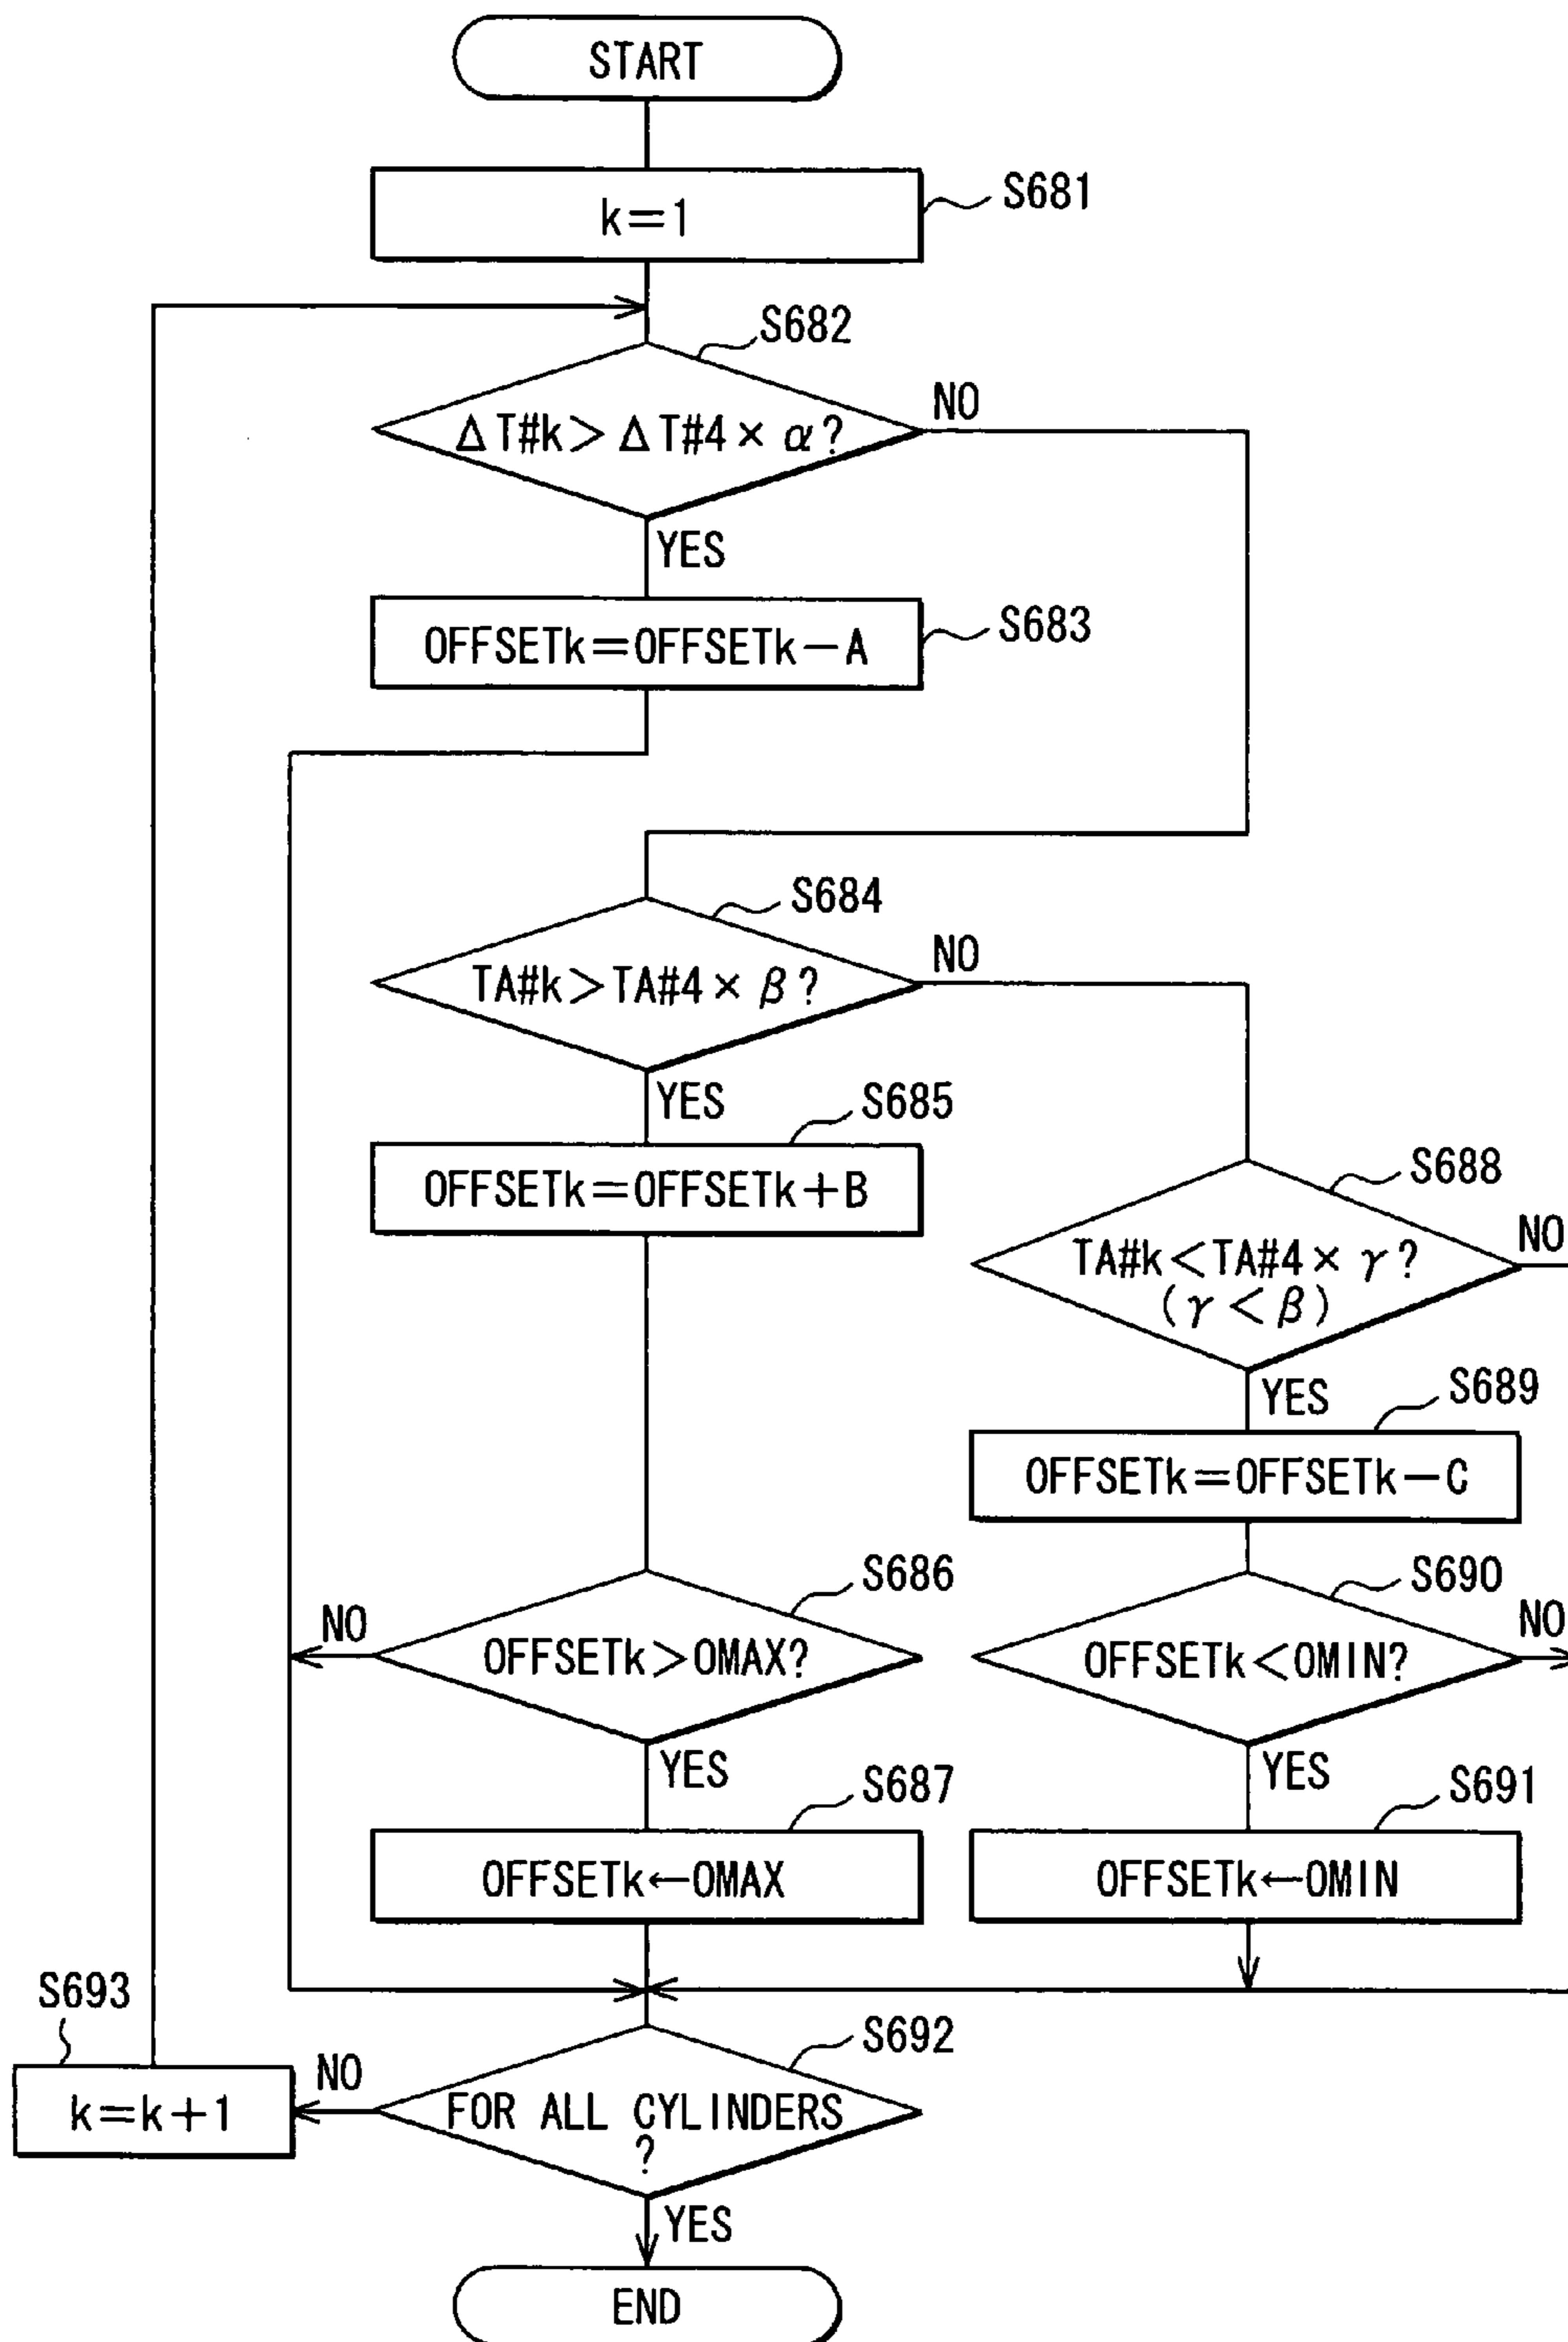 START
k=1
S681
S682
ΔT#k>ΔT#4×α?
NO
YES
OFFSETk=OFFSETk−A
S683
S684
TA#k>TA#4×β?
NO
YES
S685
OFFSETk=OFFSETk+B
S688
TA#k<TA#4×γ?
(γ<β)
NO
YES
S689
OFFSETk=OFFSETk−C
S686
OFFSETk>OMAX?
NO
YES
S690
OFFSETk<OMIN?
NO
YES
S687
OFFSETk←OMAX
S691
OFFSETk←OMIN
S693
k=k+1
NO
S692
FOR ALL CYLINDERS
?
YES
END